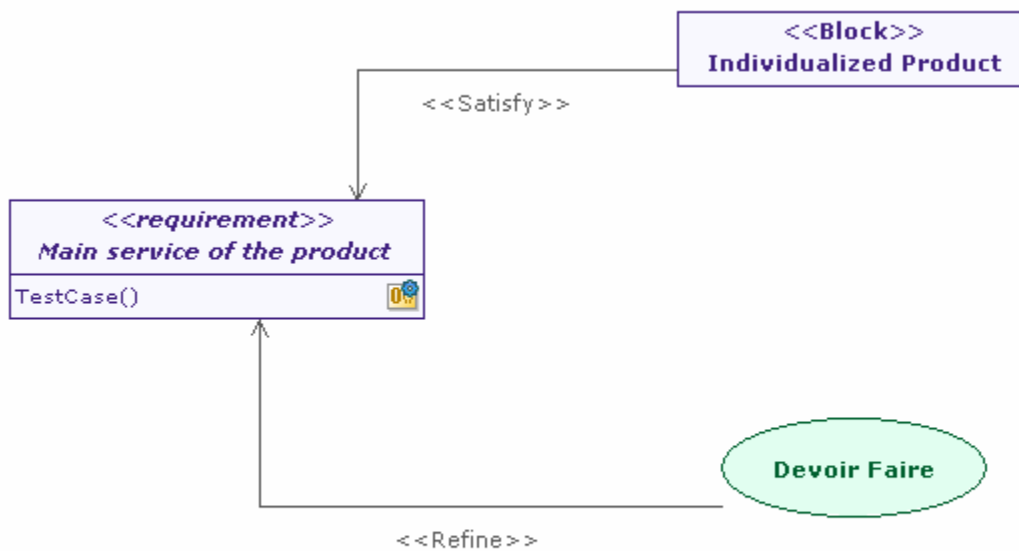 <<Block>>
Individualized Product
<<Satisfy>>
<<requirement>>
Main service of the product
TestCase()
Devoir Faire
<<Refine>>